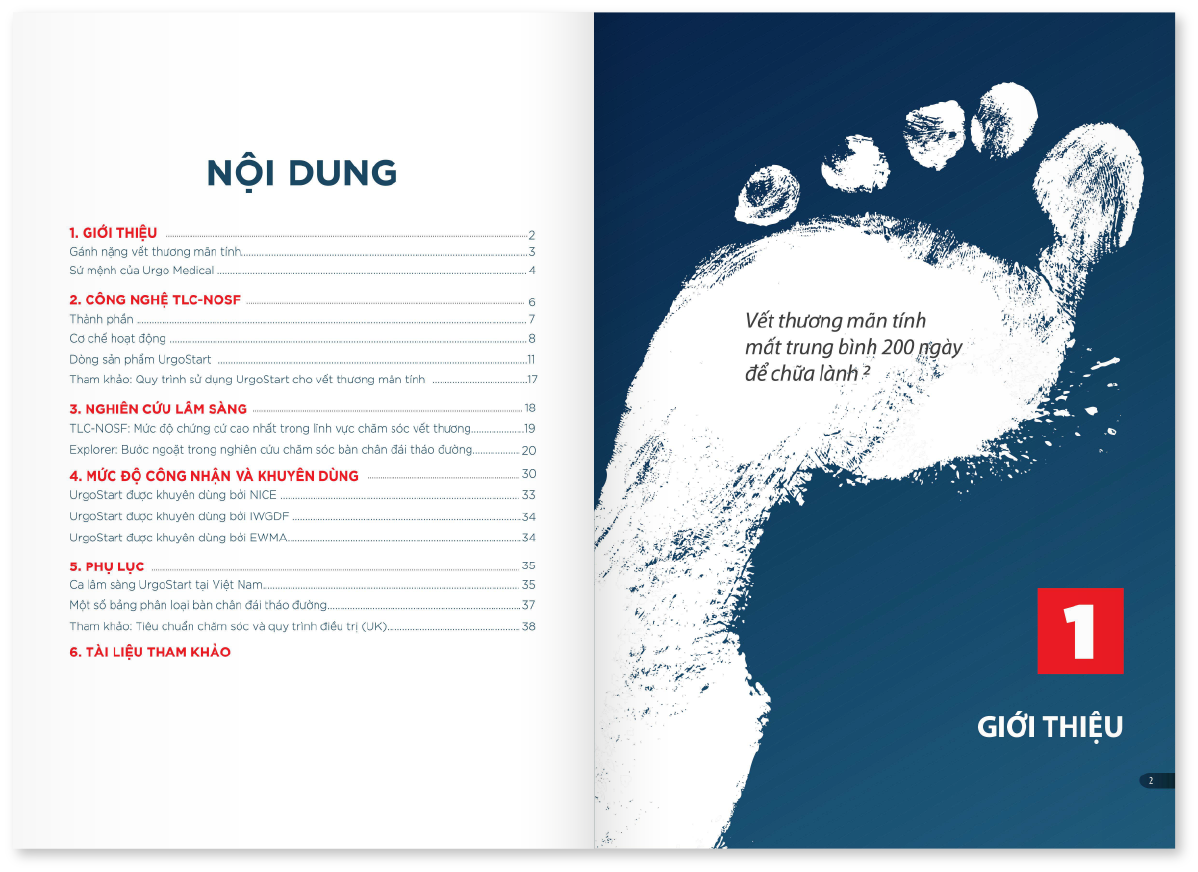 NỘI DUNG
1. GIỚI THIỆU ........ 2
Gánh nặng vết thương mãn tính........ 3
Sứ mệnh của Urgo Medical ........ 4
2. CÔNG NGHỆ TLC-NOSF ........ 6
Thành phần ........ 7
Cơ chế hoạt động ........ 8
Dòng sản phẩm UrgoStart ........ 11
Tham khảo: Quy trình sử dụng UrgoStart cho vết thương mãn tính ........17
3. NGHIÊN CỨU LÂM SÀNG ........ 18
TLC-NOSF: Mức độ chứng cứ cao nhất trong lĩnh vực chăm sóc vết thương........19
Explorer: Bước ngoặt trong nghiên cứu chăm sóc bàn chân đái tháo đường........ 20
4. MỨC ĐỘ CÔNG NHẬN VÀ KHUYÊN DÙNG ........ 30
UrgoStart được khuyên dùng bởi NICE ........ 33
UrgoStart được khuyên dùng bởi IWGDF ........ 34
UrgoStart được khuyên dùng bởi EWMA........ 34
5. PHỤ LỤC ........ 35
Ca lâm sàng UrgoStart tại Việt Nam........ 35
Một số bảng phân loại bàn chân đái tháo đường........ 37
Tham khảo: Tiêu chuẩn chăm sóc và quy trình điều trị (UK)........ 38
6. TÀI LIỆU THAM KHẢO
Vết thương mãn tính
mất trung bình 200 ngày
để chữa lành ²
1
GIỚI THIỆU
2